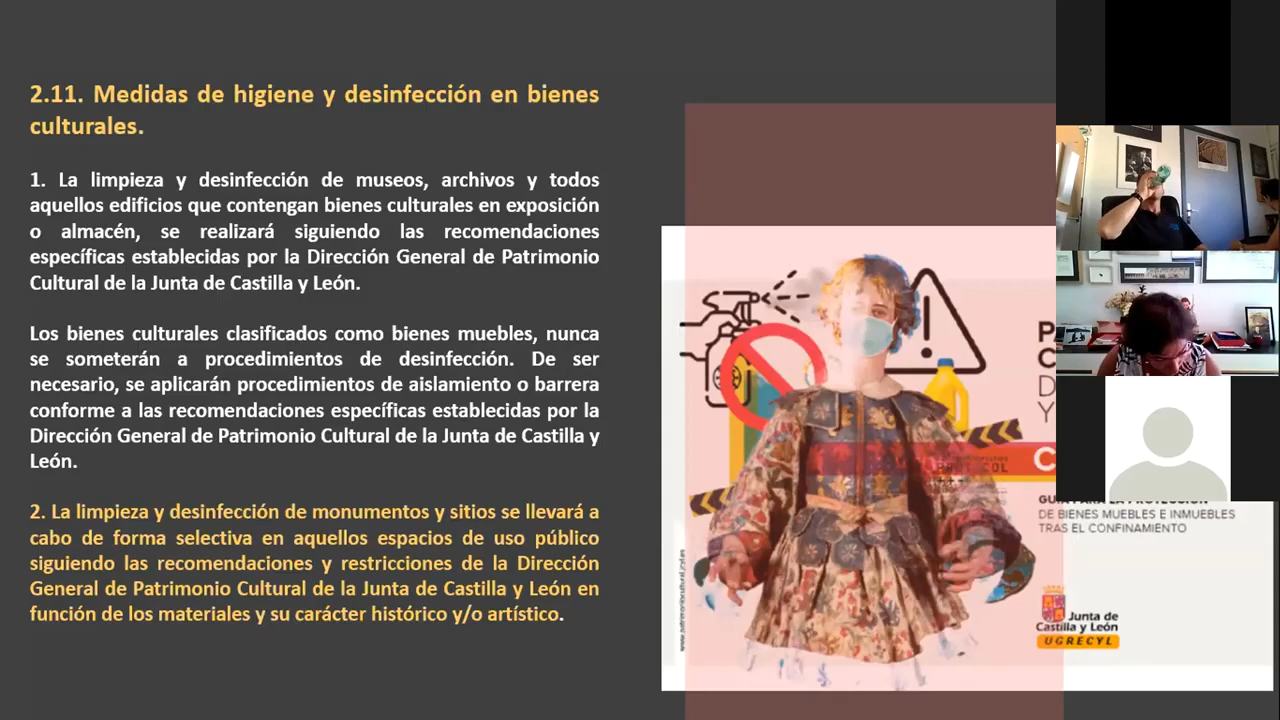 2.11. Medidas de higiene y desinfección en bienes
culturales.
1. La limpieza y desinfección de museos, archivos y todos
aquellos edificios que contengan bienes culturales en exposición
o almacén, se realizará siguiendo las recomendaciones
específicas establecidas por la Dirección General de Patrimonio
Cultural de la Junta de Castilla y León.
Los bienes culturales clasificados como bienes muebles, nunca
se someterán a procedimientos de desinfección. De ser
necesario, se aplicarán procedimientos de aislamiento o barrera
conforme a las recomendaciones específicas establecidas por la
Dirección General de Patrimonio Cultural de la Junta de Castilla y
León.
2. La limpieza y desinfección de monumentos y sitios se llevará a
cabo de forma selectiva en aquellos espacios de uso público
siguiendo las recomendaciones y restricciones de la Dirección
General de Patrimonio Cultural de la Junta de Castilla y León en
función de los materiales y su carácter histórico y/o artístico.
P
C
D
Y
C
GUÍA PARA LA PROTECCIÓN
DE BIENES MUEBLES E INMUEBLES
TRAS EL CONFINAMIENTO
Junta de
Castilla y León
UGRECYL